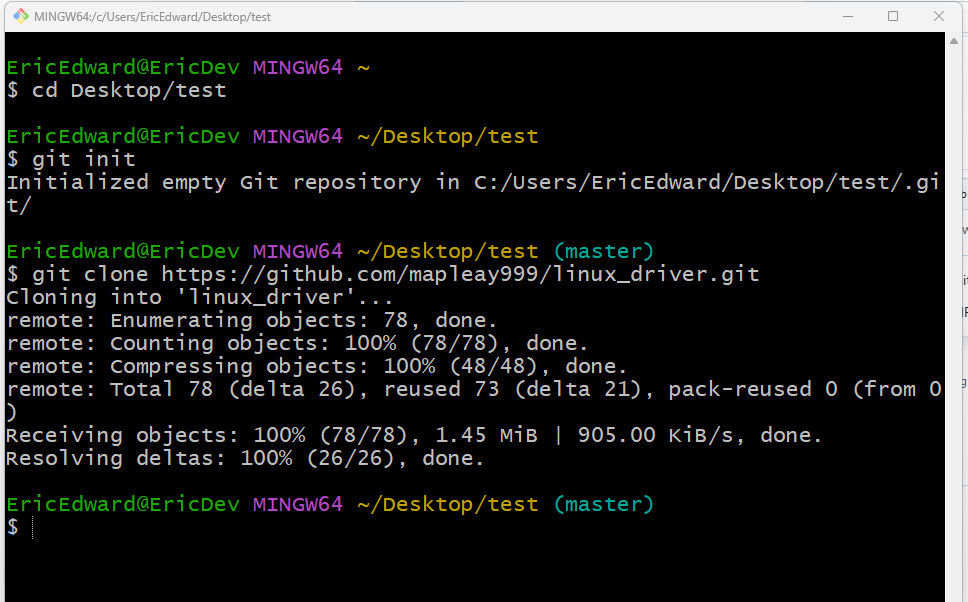 MINGW64:/c/Users/EricEdward/Desktop/test
EricEdward@EricDev MINGW64 ~
$ cd Desktop/test
EricEdward@EricDev MINGW64 ~/Desktop/test
$ git init
Initialized empty Git repository in C:/Users/EricEdward/Desktop/test/.gi
t/
EricEdward@EricDev MINGW64 ~/Desktop/test (master)
$ git clone https://github.com/mapleay999/linux_driver.git
Cloning into 'linux_driver'...
remote: Enumerating objects: 78, done.
remote: Counting objects: 100% (78/78), done.
remote: Compressing objects: 100% (48/48), done.
remote: Total 78 (delta 26), reused 73 (delta 21), pack-reused 0 (from 0
)
Receiving objects: 100% (78/78), 1.45 MiB | 905.00 KiB/s, done.
Resolving deltas: 100% (26/26), done.
EricEdward@EricDev MINGW64 ~/Desktop/test (master)
$